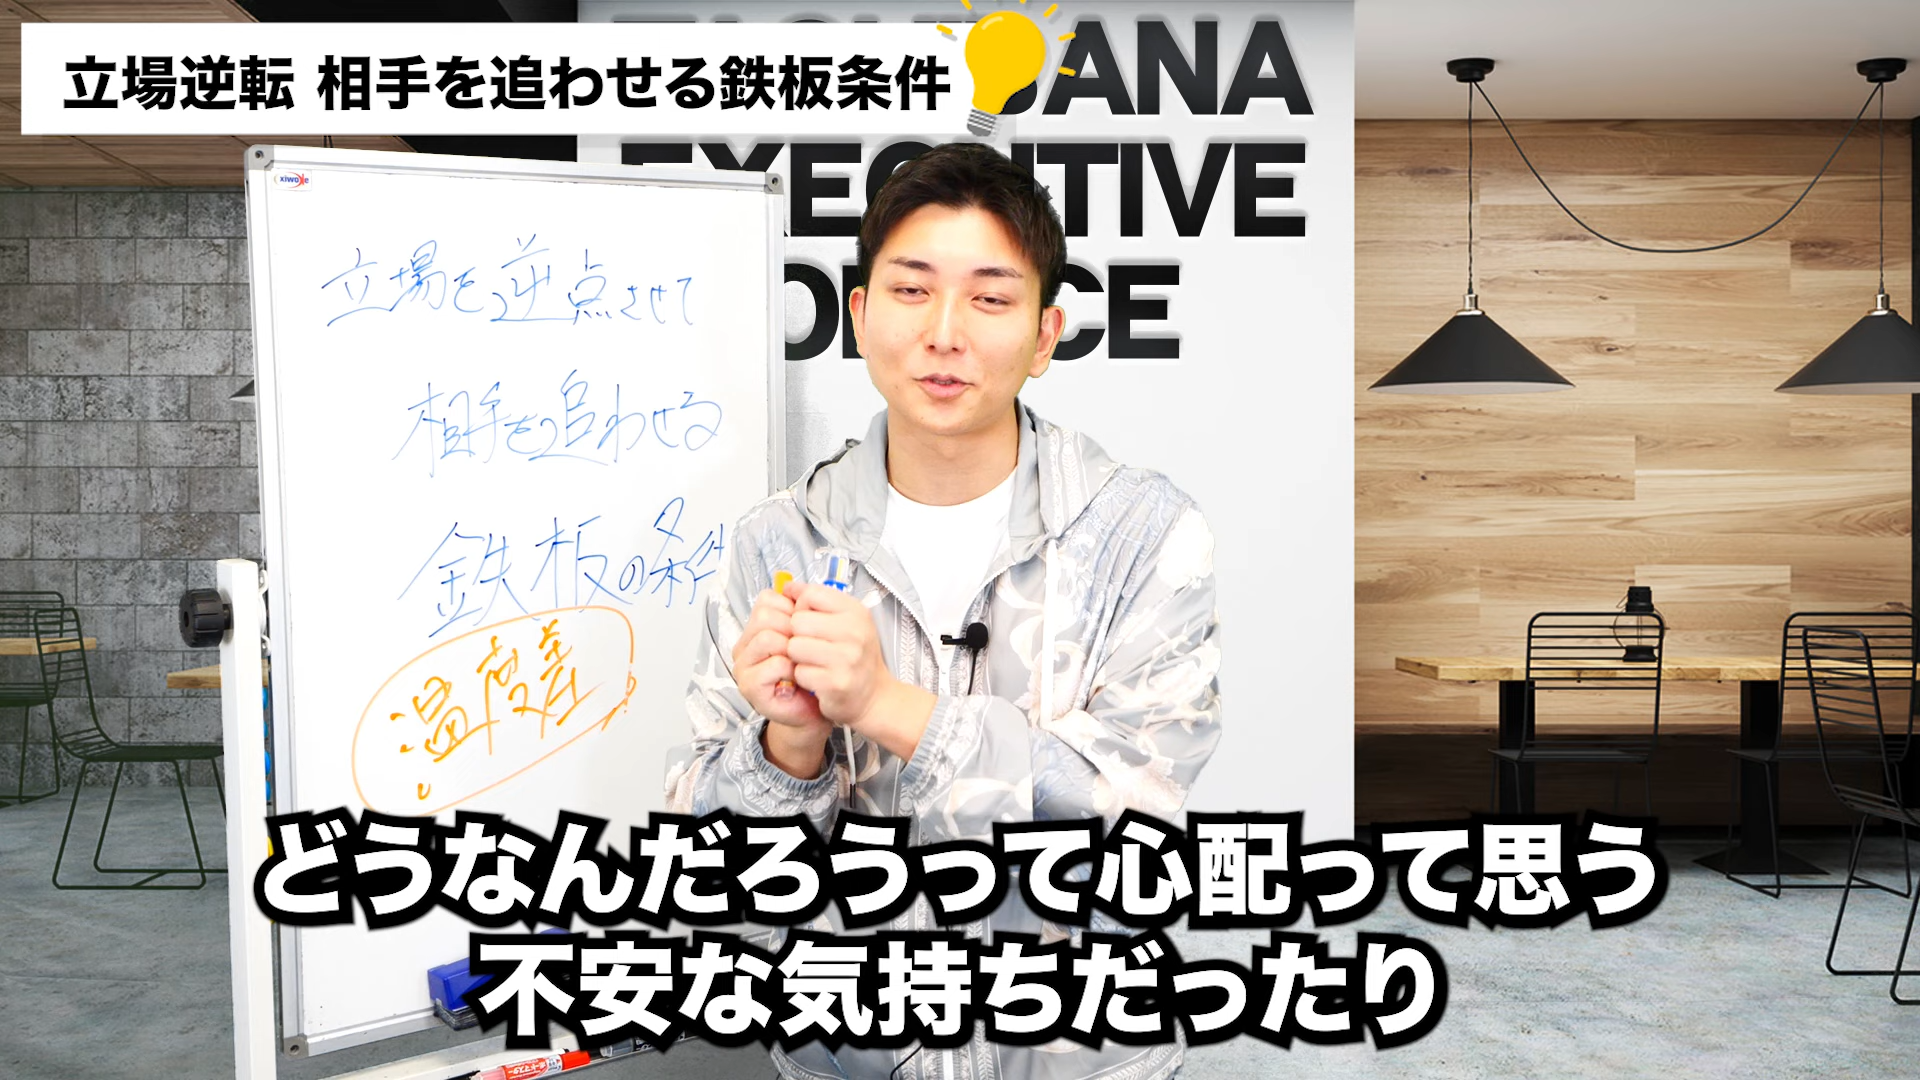 立場逆転 相手を追わせる鉄板条件
ANA
EXECUTIVE
CE
xiwoxe
立場を逆点させて
相手を追わせる
鉄板の条件
温度差
どうなんだろうって心配って思う
不安な気持ちだったり